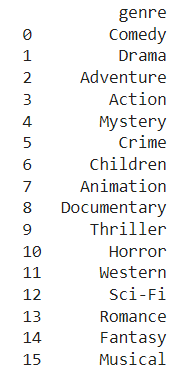 genre
0 Comedy
1 Drama
2 Adventure
3 Action
4 Mystery
5 Crime
6 Children
7 Animation
8 Documentary
9 Thriller
10 Horror
11 Western
12 Sci-Fi
13 Romance
14 Fantasy
15 Musical